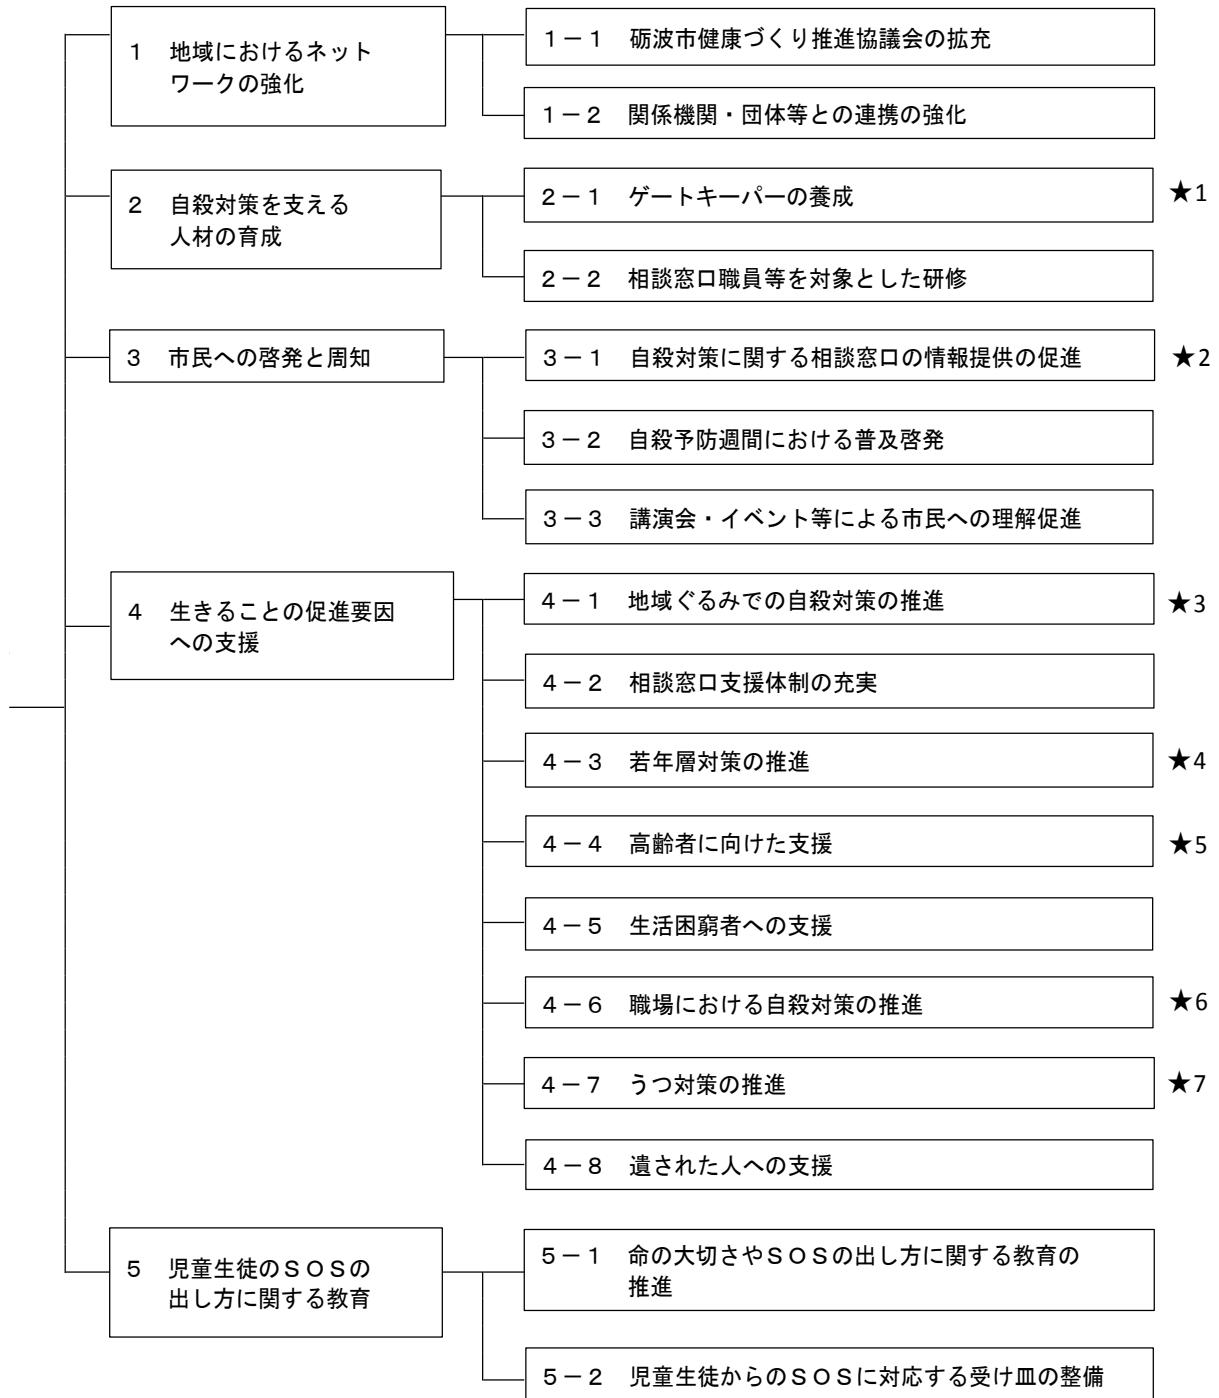 1 地域におけるネット
ワークの強化
1－1 砺波市健康づくり推進協議会の拡充
1－2 関係機関・団体等との連携の強化
2 自殺対策を支える
人材の育成
2－1 ゲートキーパーの養成 ★1
2－2 相談窓口職員等を対象とした研修
3 市民への啓発と周知
3－1 自殺対策に関する相談窓口の情報提供の促進 ★2
3－2 自殺予防週間における普及啓発
3－3 講演会・イベント等による市民への理解促進
4 生きることの促進要因
への支援
4－1 地域ぐるみでの自殺対策の推進 ★3
4－2 相談窓口支援体制の充実
4－3 若年層対策の推進 ★4
4－4 高齢者に向けた支援 ★5
4－5 生活困窮者への支援
4－6 職場における自殺対策の推進 ★6
4－7 うつ対策の推進 ★7
4－8 遺された人への支援
5 児童生徒のＳＯＳの
出し方に関する教育
5－1 命の大切さやＳＯＳの出し方に関する教育の
推進
5－2 児童生徒からのＳＯＳに対応する受け皿の整備